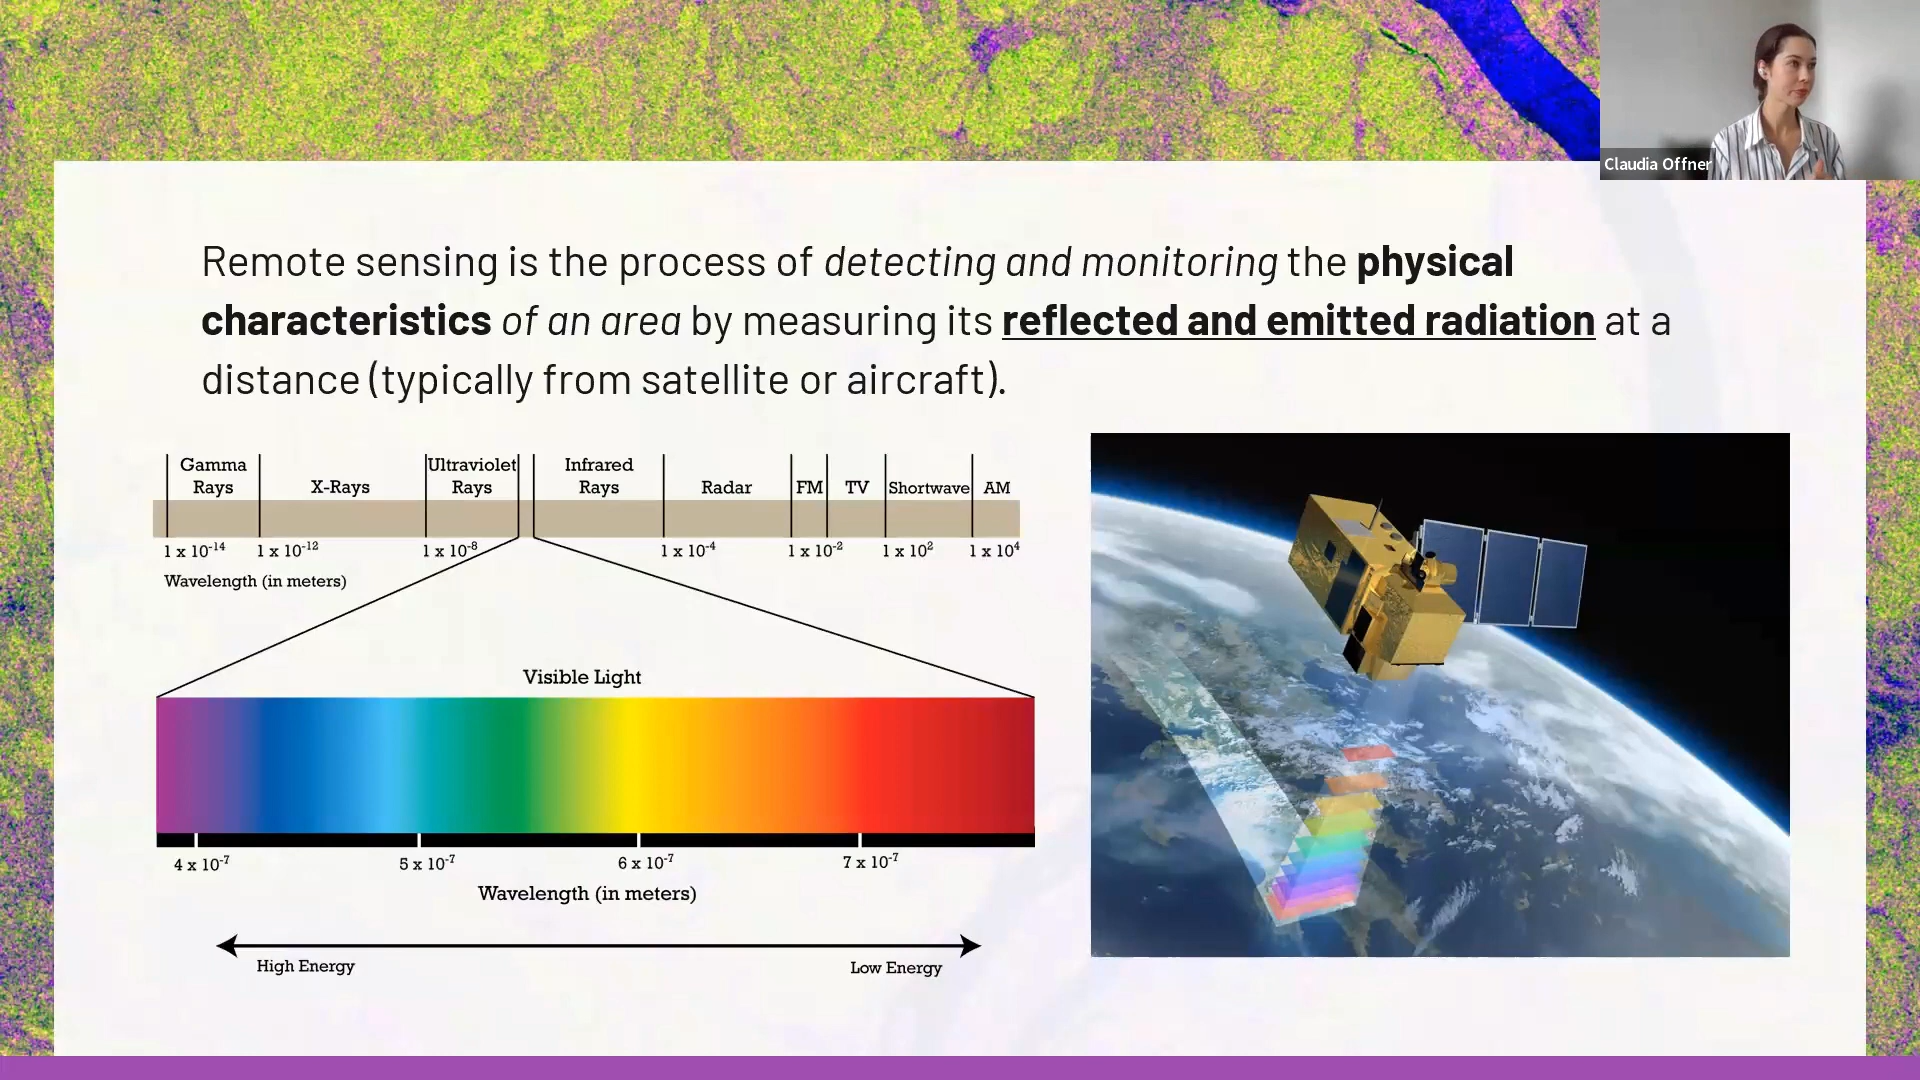 Claudia Offner
Remote sensing is the process of detecting and monitoring the physical
characteristics of an area by measuring its reflected and emitted radiation at a
distance (typically from satellite or aircraft).
Gamma Rays
X-Rays
Ultraviolet Rays
Infrared Rays
Radar
FM
TV
Shortwave
AM
1 x 10⁻¹⁴
1 x 10⁻¹²
1 x 10⁻⁸
1 x 10⁻⁴
1 x 10⁻²
1 x 10²
1 x 10⁴
Wavelength (in meters)
Visible Light
4 x 10⁻⁷
5 x 10⁻⁷
6 x 10⁻⁷
7 x 10⁻⁷
Wavelength (in meters)
High Energy
Low Energy